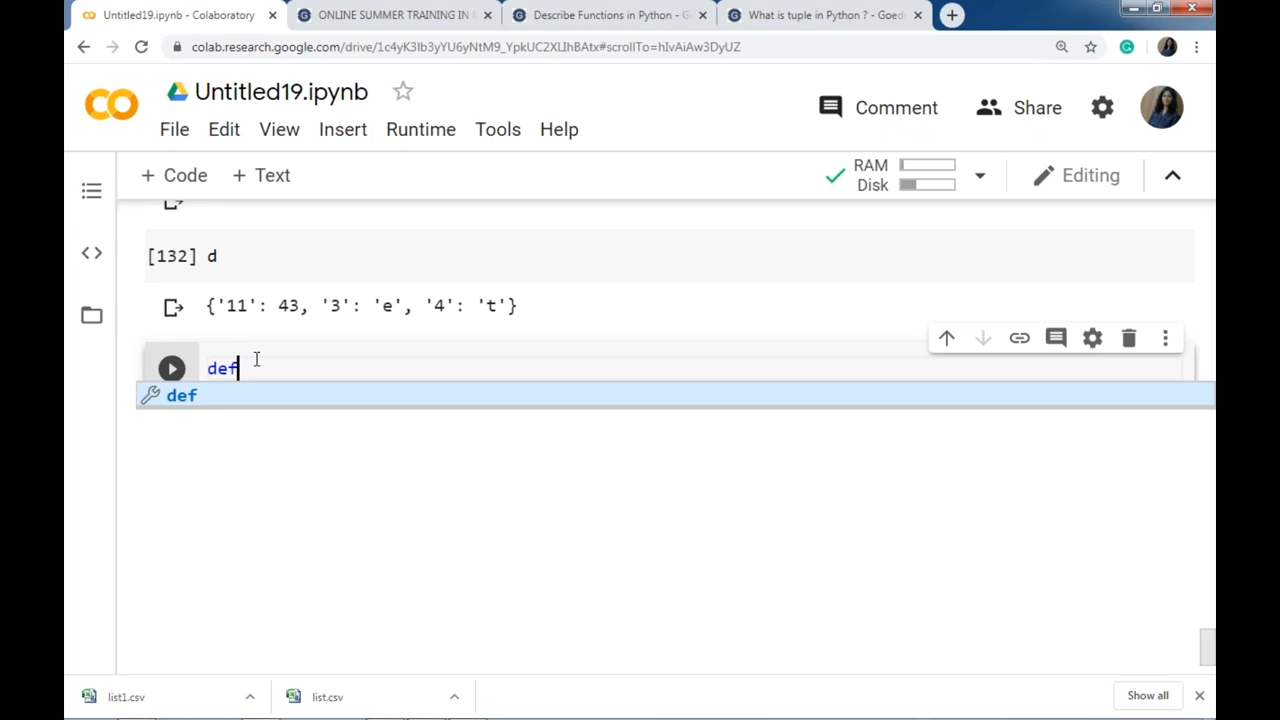 Untitled19.ipynb - Colaboratory
ONLINE SUMMER TRAINING IN
Describe Functions in Python - G
What is tuple in Python ? - Goed
colab.research.google.com/drive/1c4yK3Ib3yYU6yNtM9_YpkUC2XLIhBAtx#scrollTo=hIvAiAw3DyUZ
CO Untitled19.ipynb
File Edit View Insert Runtime Tools Help
Comment Share
+ Code + Text
RAM
Disk
Editing
[132] d
{'11': 43, '3': 'e', '4': 't'}
def
def
list1.csv
list.csv
Show all